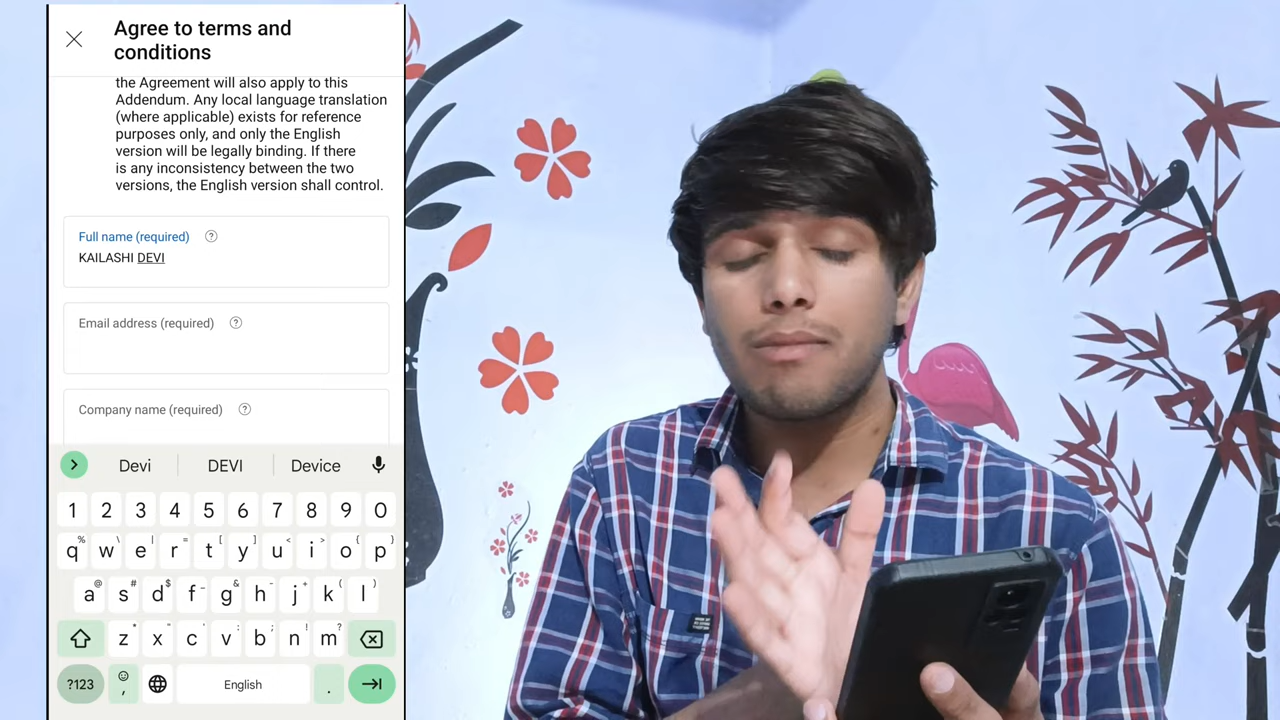 Agree to terms and
conditions
the Agreement will also apply to this
Addendum. Any local language translation
(where applicable) exists for reference
purposes only, and only the English
version will be legally binding. If there
is any inconsistency between the two
versions, the English version shall control.
Full name (required)
KAILASHI DEVI
Email address (required)
Company name (required)
Devi DEVI Device
1 2 3 4 5 6 7 8 9 0
q% w\ e| r= t[ y] u< i> o{ p}
a@ s# d$ f- g& h- j+ k( l)
z* x" c' v: b; n! m?
?123 , English .